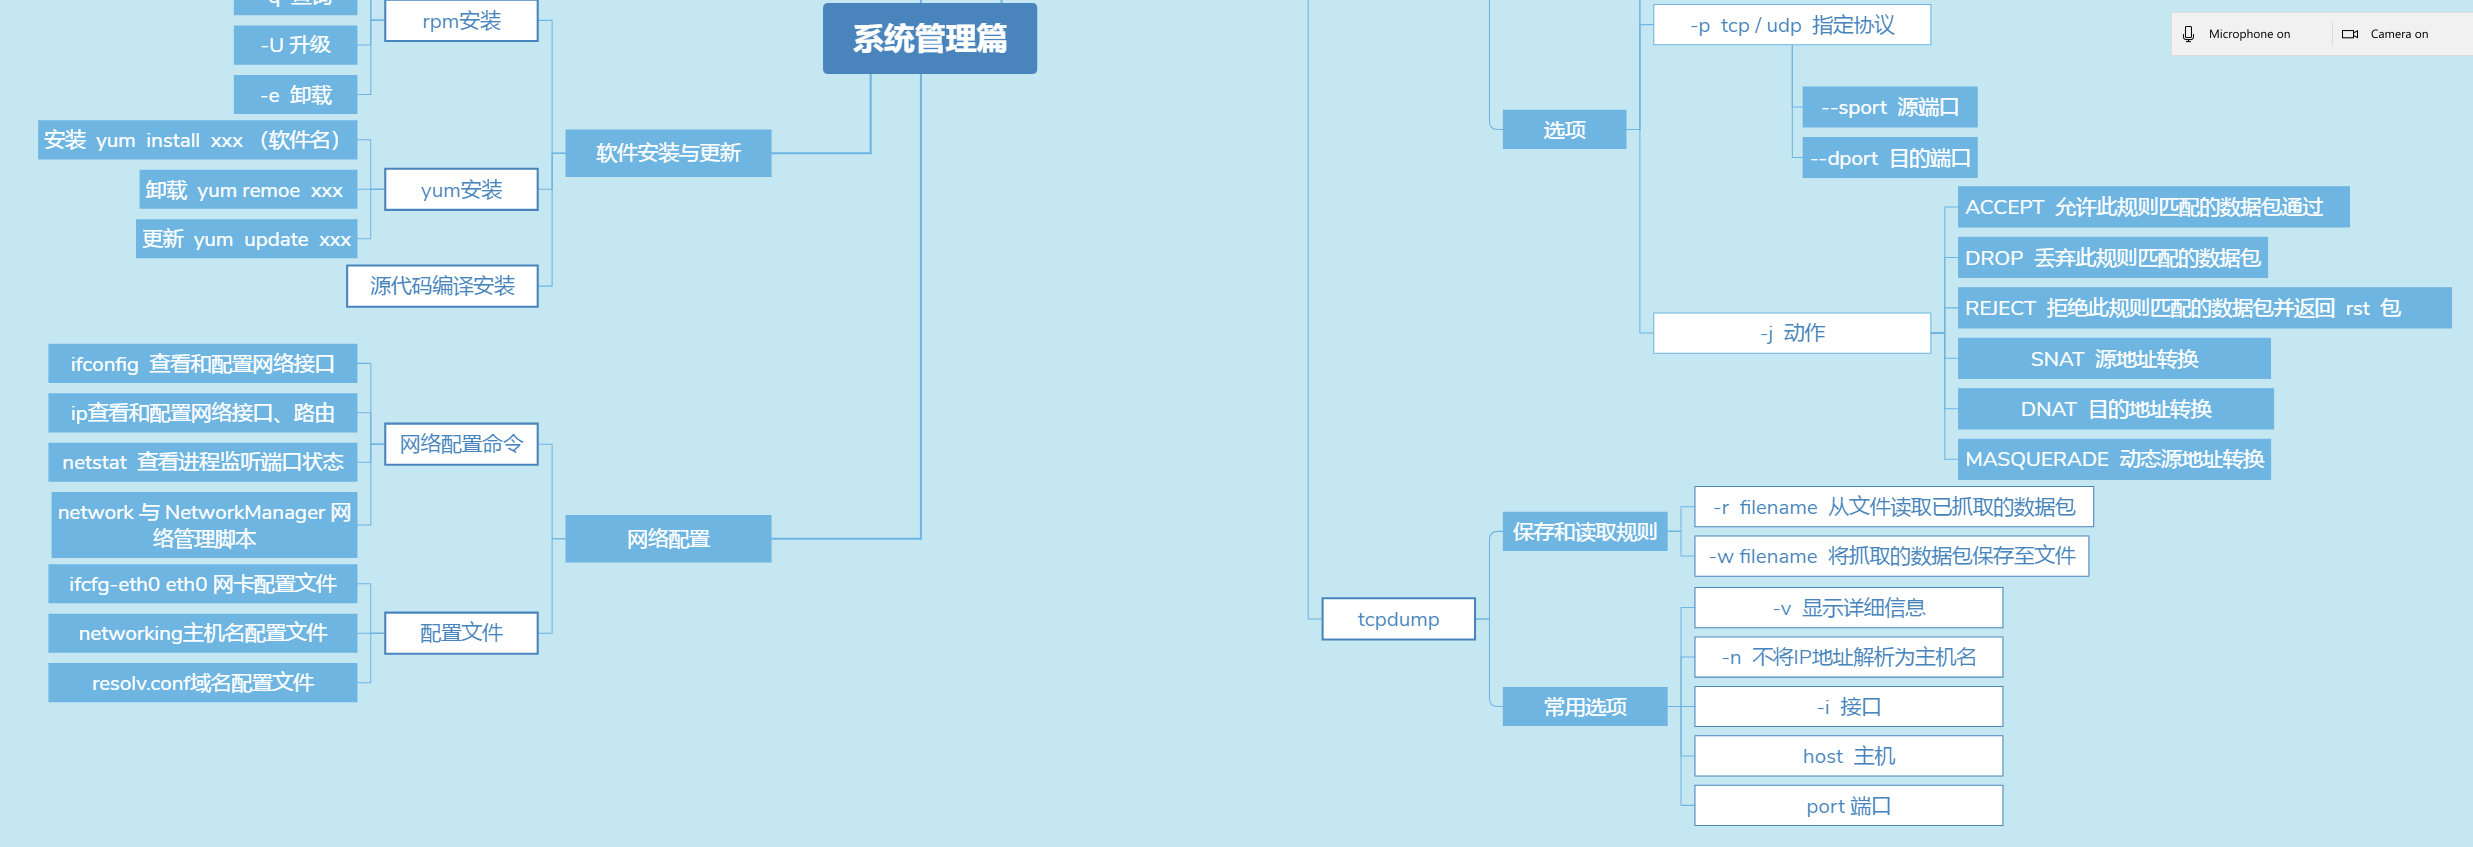 -q 查询
rpm安装
-U 升级
-e 卸载
安装 yum install xxx （软件名）
卸载 yum remoe xxx
yum安装
更新 yum update xxx
源代码编译安装
软件安装与更新
系统管理篇
ifconfig 查看和配置网络接口
ip查看和配置网络接口、路由
网络配置命令
netstat 查看进程监听端口状态
network 与 NetworkManager 网
络管理脚本
网络配置
ifcfg-eth0 eth0 网卡配置文件
networking主机名配置文件
配置文件
resolv.conf域名配置文件
-p tcp / udp 指定协议
Microphone on
Camera on
--sport 源端口
选项
--dport 目的端口
ACCEPT 允许此规则匹配的数据包通过
DROP 丢弃此规则匹配的数据包
REJECT 拒绝此规则匹配的数据包并返回 rst 包
-j 动作
SNAT 源地址转换
DNAT 目的地址转换
MASQUERADE 动态源地址转换
-r filename 从文件读取已抓取的数据包
保存和读取规则
-w filename 将抓取的数据包保存至文件
tcpdump
-v 显示详细信息
-n 不将IP地址解析为主机名
常用选项
-i 接口
host 主机
port 端口